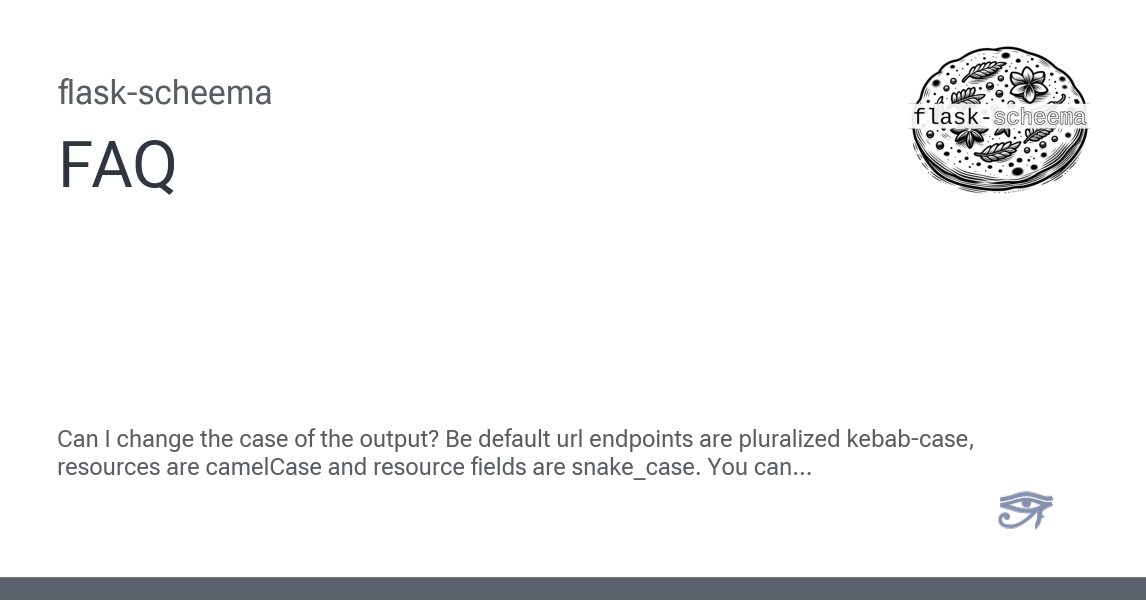 flask-scheema
FAQ
flask-scheema
Can I change the case of the output? Be default url endpoints are pluralized kebab-case,
resources are camelCase and resource fields are snake_case. You can...